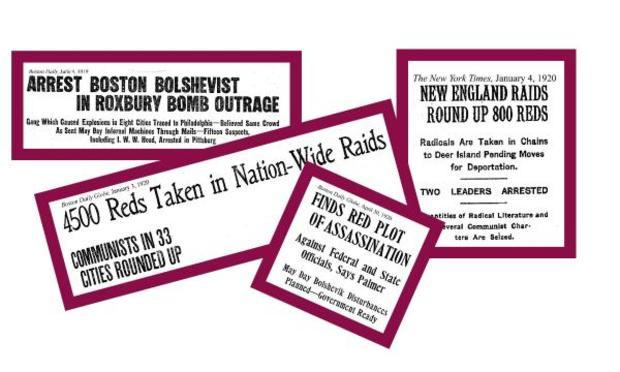 Boston Daily, June 4, 1919
ARREST BOSTON BOLSHEVIST
IN ROXBURY BOMB OUTRAGE
Gang Which Caused Explosions in Eight Cities Traced to Philadelphia—Believed Same Crowd
As Sent May Day Infernal Machines Through Mails—Fifteen Suspects,
Including I. W. W. Head, Arrested in Pittsburg
Boston Daily Globe, January 3, 1920
4500 Reds Taken in Nation-Wide Raids
COMMUNISTS IN 33
CITIES ROUNDED UP
Boston Daily Globe, April 30, 1920
FINDS RED PLOT
OF ASSASSINATION
Against Federal and State
Officials, Says Palmer
May Day Bolshevik Disturbances
Planned—Government Ready
The New York Times, January 4, 1920
NEW ENGLAND RAIDS
ROUND UP 800 REDS
Radicals Are Taken in Chains
to Deer Island Pending Moves
for Deportation.
TWO LEADERS ARRESTED
of Radical Literature and
Communist Char-
ters Are Seized.